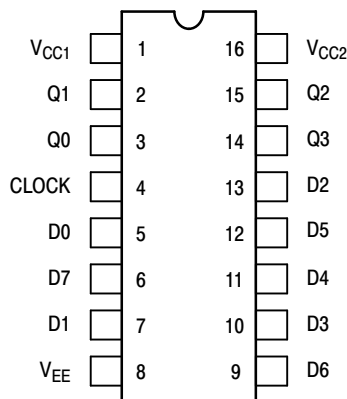 VCC1 1 16 VCC2
Q1 2 15 Q2
Q0 3 14 Q3
CLOCK 4 13 D2
D0 5 12 D5
D7 6 11 D4
D1 7 10 D3
VEE 8 9 D6